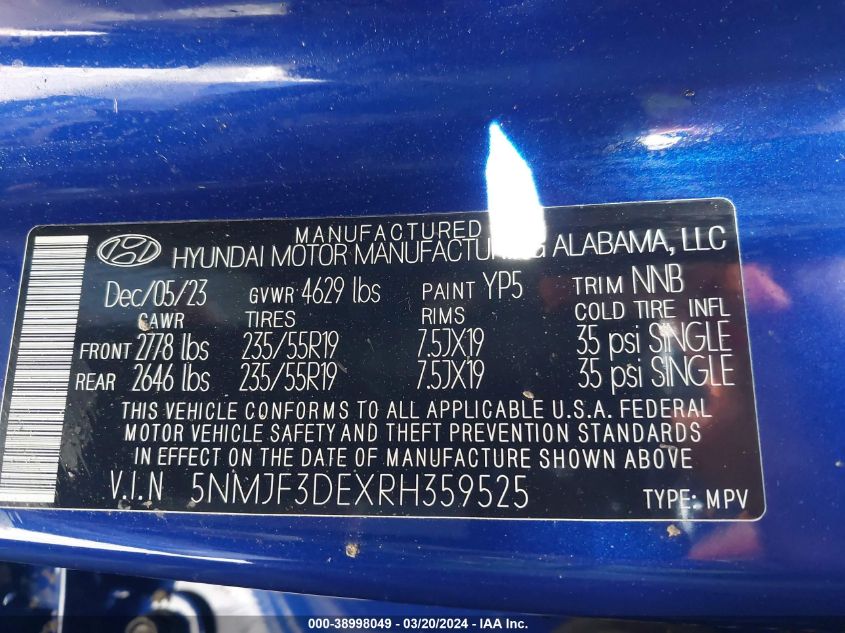 MANUFACTURED
HYUNDAI MOTOR MANUFACTURING ALABAMA, LLC
Dec/05/23 GVWR 4629 lbs PAINT YP5 TRIM NNB
GAWR TIRES RIMS COLD TIRE INFL
FRONT 2778 lbs 235/55R19 7.5JX19 35 psi SINGLE
REAR 2646 lbs 235/55R19 7.5JX19 35 psi SINGLE
THIS VEHICLE CONFORMS TO ALL APPLICABLE U.S.A. FEDERAL
MOTOR VEHICLE SAFETY AND THEFT PREVENTION STANDARDS
IN EFFECT ON THE DATE OF MANUFACTURE SHOWN ABOVE.
V.I.N 5NMJF3DEXRH359525 TYPE: MPV
000-38998049 - 03/20/2024 - IAA Inc.